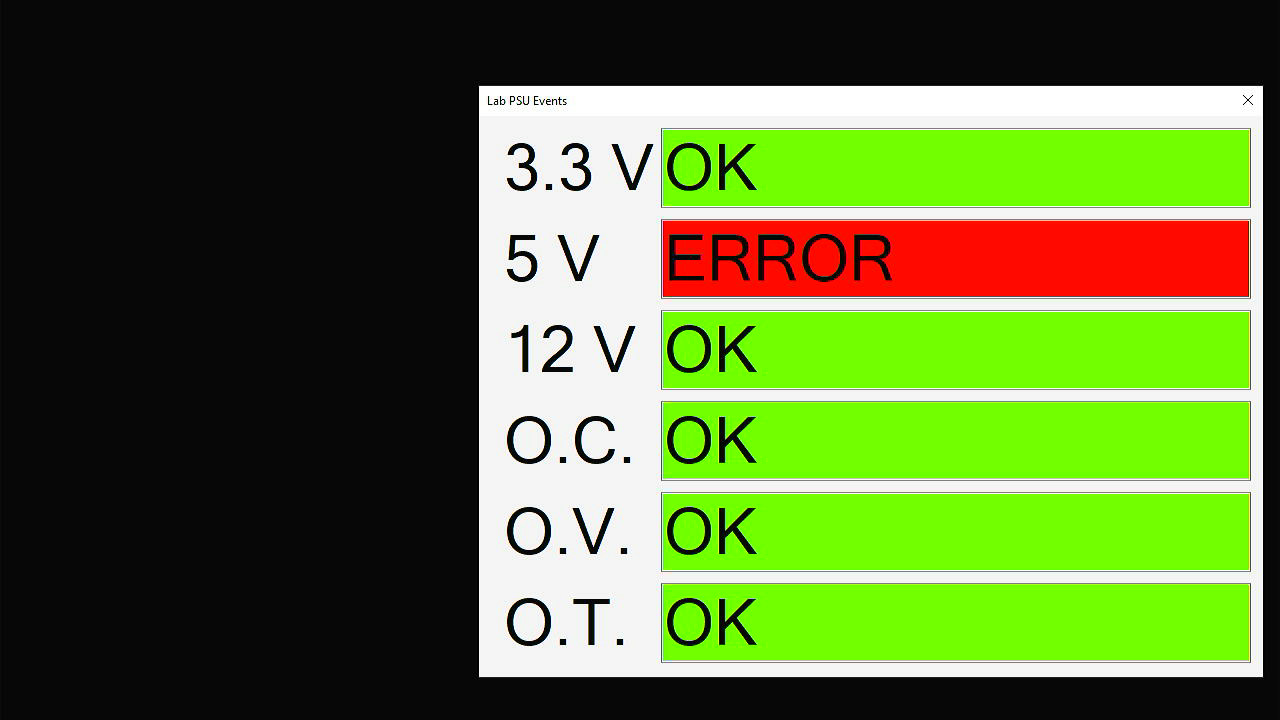 Lab PSU Events
3.3 V OK
5 V ERROR
12 V OK
O.C. OK
O.V. OK
O.T. OK